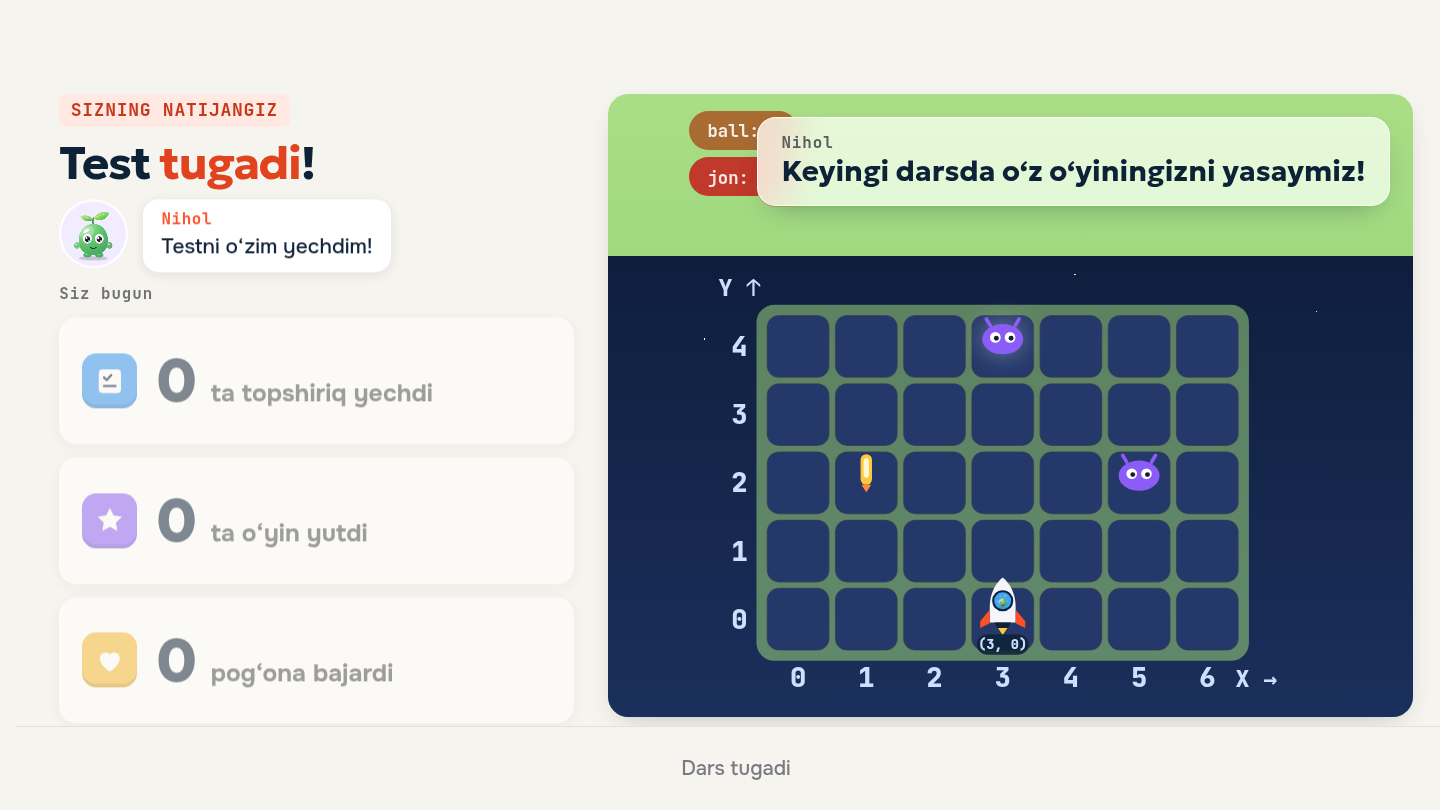 SIZNING NATIJANGIZ
Test tugadi!
Nihol
Testni o‘zim yechdim!
Siz bugun
0 ta topshiriq yechdi
0 ta o‘yin yutdi
0 pog‘ona bajardi
ball:
jon:
Nihol
Keyingi darsda o‘z o‘yiningizni yasaymiz!
Y ↑
4
3
2
1
0
(3, 0)
0 1 2 3 4 5 6 X →
Dars tugadi